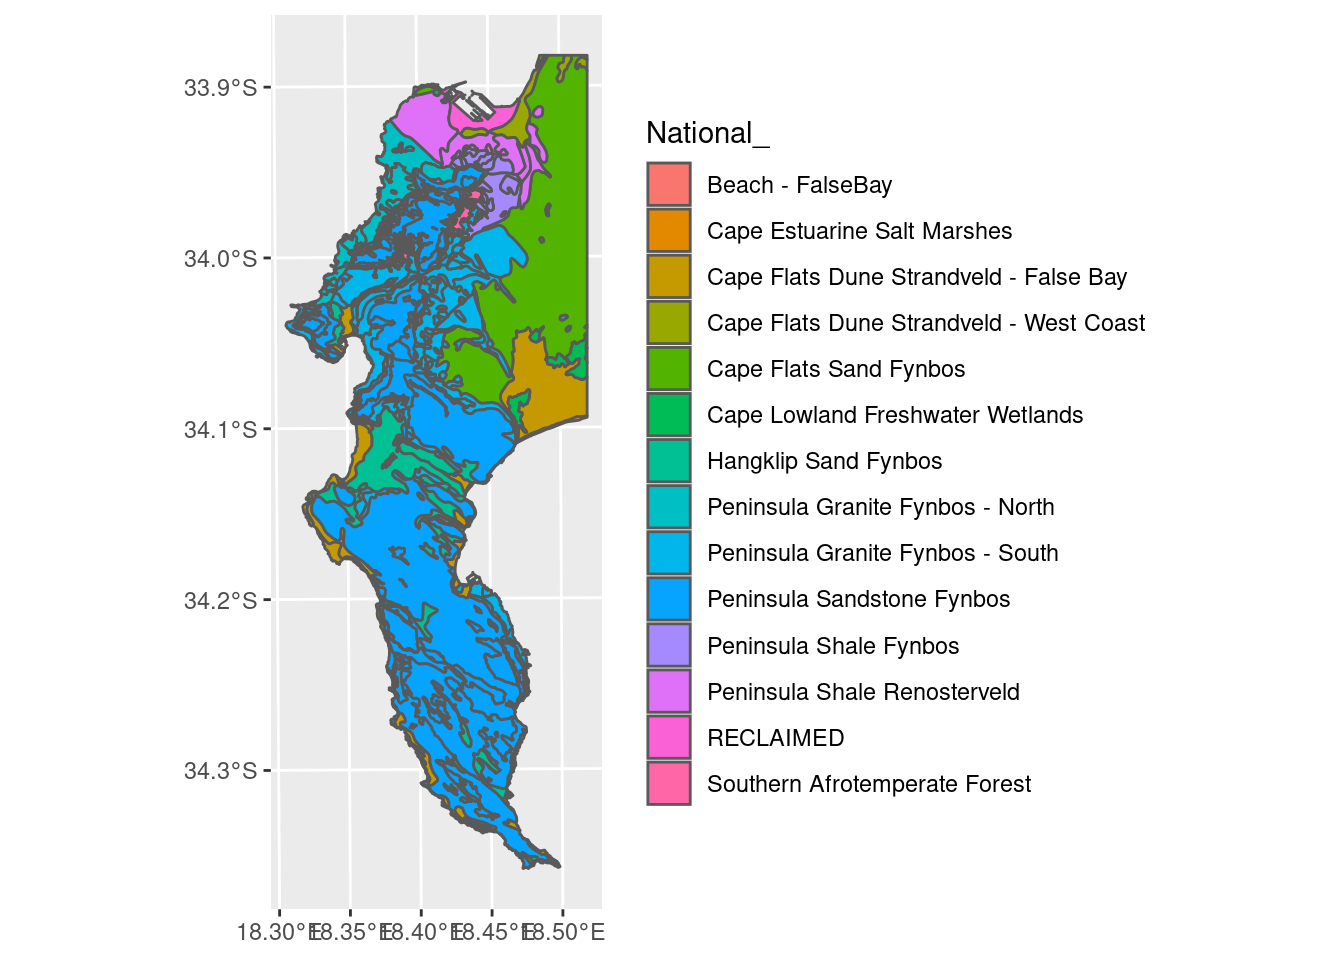 33.9°S
34.0°S
34.1°S
34.2°S
34.3°S
18.30°E 18.35°E 18.40°E 18.45°E 18.50°E
National_
Beach - FalseBay
Cape Estuarine Salt Marshes
Cape Flats Dune Strandveld - False Bay
Cape Flats Dune Strandveld - West Coast
Cape Flats Sand Fynbos
Cape Lowland Freshwater Wetlands
Hangklip Sand Fynbos
Peninsula Granite Fynbos - North
Peninsula Granite Fynbos - South
Peninsula Sandstone Fynbos
Peninsula Shale Fynbos
Peninsula Shale Renosterveld
RECLAIMED
Southern Afrotemperate Forest